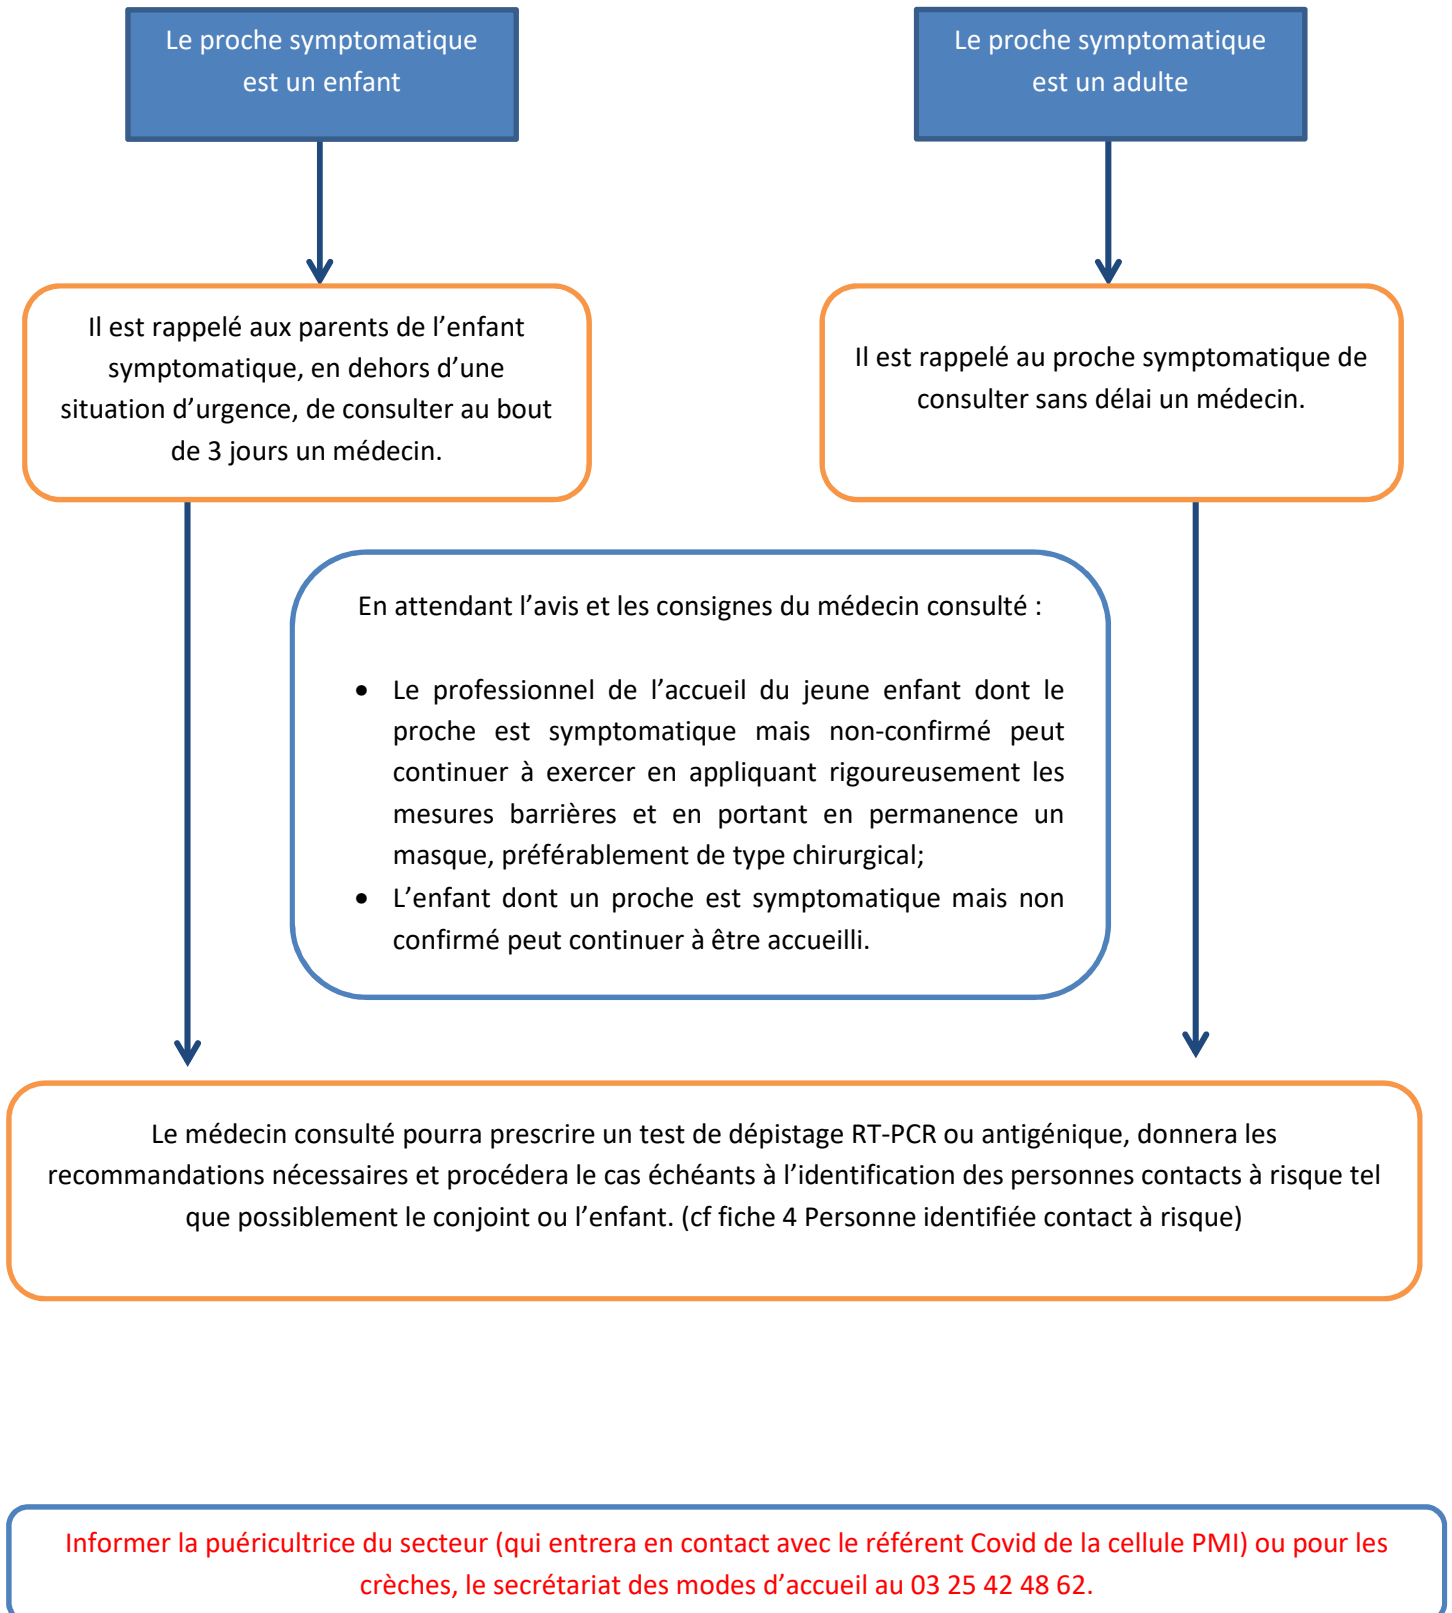 Le proche symptomatique
est un enfant
Le proche symptomatique
est un adulte
Il est rappelé aux parents de l’enfant
symptomatique, en dehors d’une
situation d’urgence, de consulter au bout
de 3 jours un médecin.
Il est rappelé au proche symptomatique de
consulter sans délai un médecin.
En attendant l’avis et les consignes du médecin consulté :
• Le professionnel de l’accueil du jeune enfant dont le
proche est symptomatique mais non-confirmé peut
continuer à exercer en appliquant rigoureusement les
mesures barrières et en portant en permanence un
masque, préférablement de type chirurgical;
• L’enfant dont un proche est symptomatique mais non
confirmé peut continuer à être accueilli.
Le médecin consulté pourra prescrire un test de dépistage RT-PCR ou antigénique, donnera les
recommandations nécessaires et procédera le cas échéants à l’identification des personnes contacts à risque tel
que possiblement le conjoint ou l’enfant. (cf fiche 4 Personne identifiée contact à risque)
Informer la puéricultrice du secteur (qui entrera en contact avec le référent Covid de la cellule PMI) ou pour les
crèches, le secrétariat des modes d’accueil au 03 25 42 48 62.